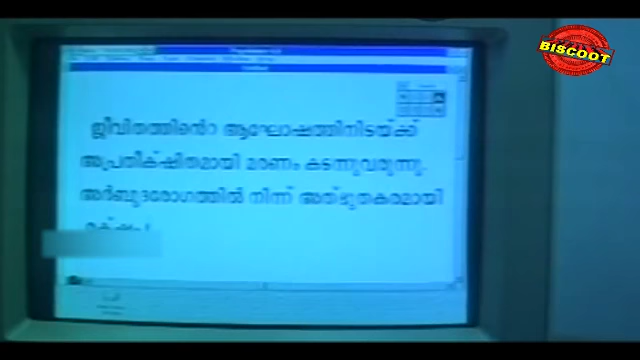 BISCOOT
ജീവിതത്തിന്റെ ആഘോഷത്തിനിടയ്ക്ക്
അപ്രതീക്ഷിതമായി മരണം കടന്നുവരുന്നു.
അർബുദരോഗത്തിൽ നിന്ന് അത്ഭുതകരമായി